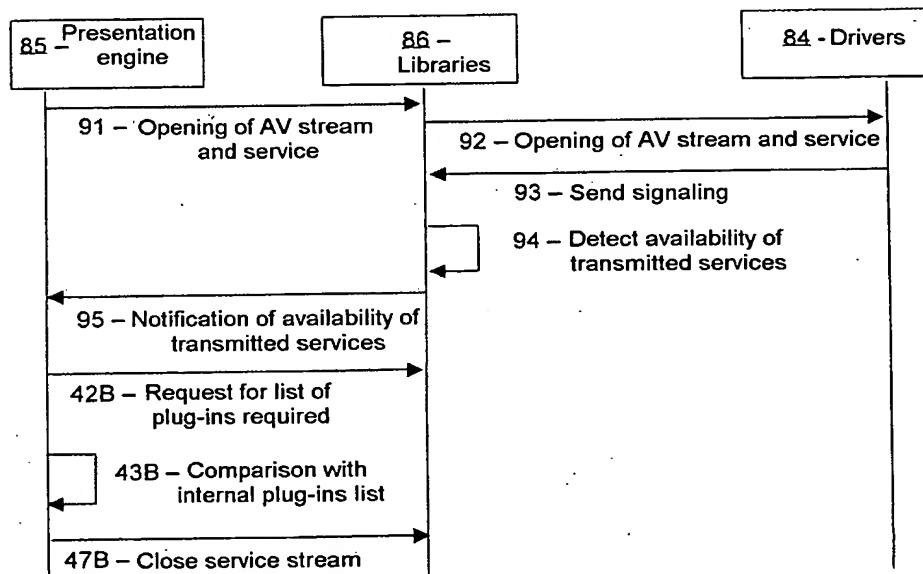 85 – Presentation
engine
86 –
Libraries
84 - Drivers
91 – Opening of AV stream
and service
92 – Opening of AV stream and service
93 – Send signaling
94 – Detect availability of
transmitted services
95 – Notification of availability of
transmitted services
42B – Request for list of
plug-ins required
43B – Comparison with
internal plug-ins list
47B – Close service stream